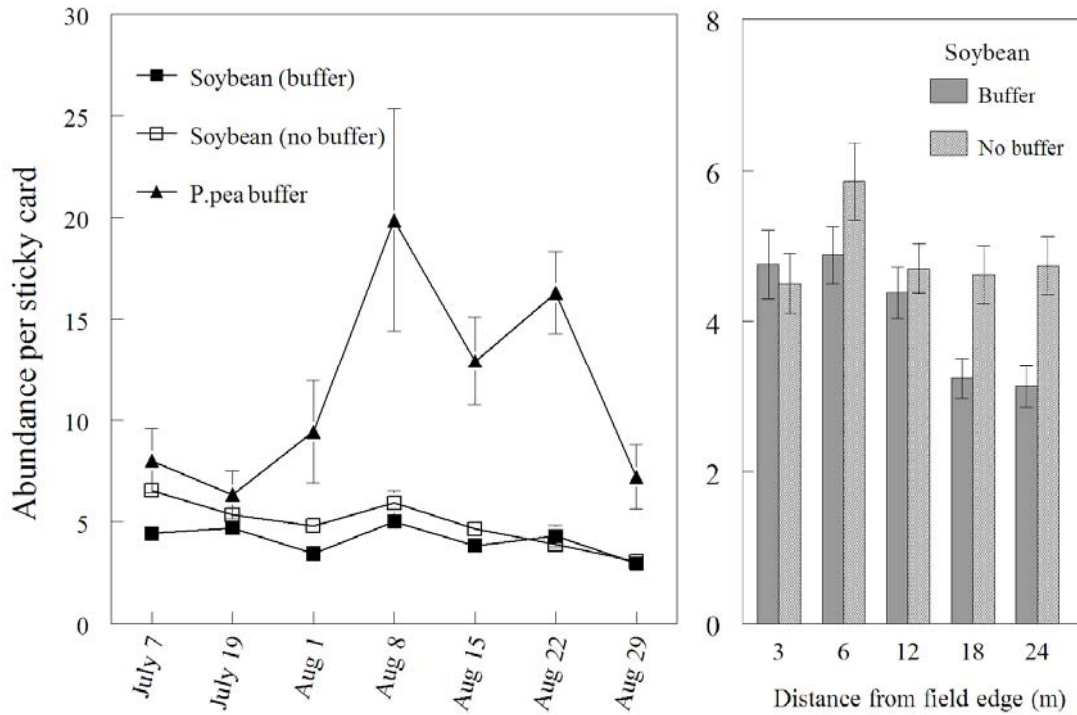 Abundance per sticky card
30
25
20
15
10
5
0
Soybean (buffer)
Soybean (no buffer)
P.pea buffer
July 7
July 19
Aug 1
Aug 8
Aug 15
Aug 22
Aug 29
8
6
4
2
0
Soybean
Buffer
No buffer
3 6 12 18 24
Distance from field edge (m)